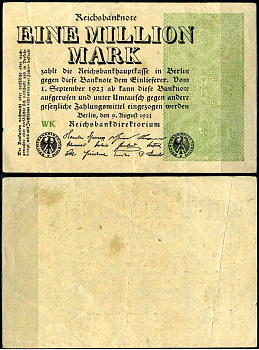 Reichsbanknote
EINE MILLION
MARK
zahlt die Reichsbankhauptkasse in Berlin
gegen diese Banknote dem Einlieferer. Vom
1. September 1923 ab kann diese Banknote
aufgerufen und unter Umtausch gegen andere
gesetzliche Zahlungsmittel eingezogen werden
Berlin, den 9. August 1923
WK Reichsbankdirektorium